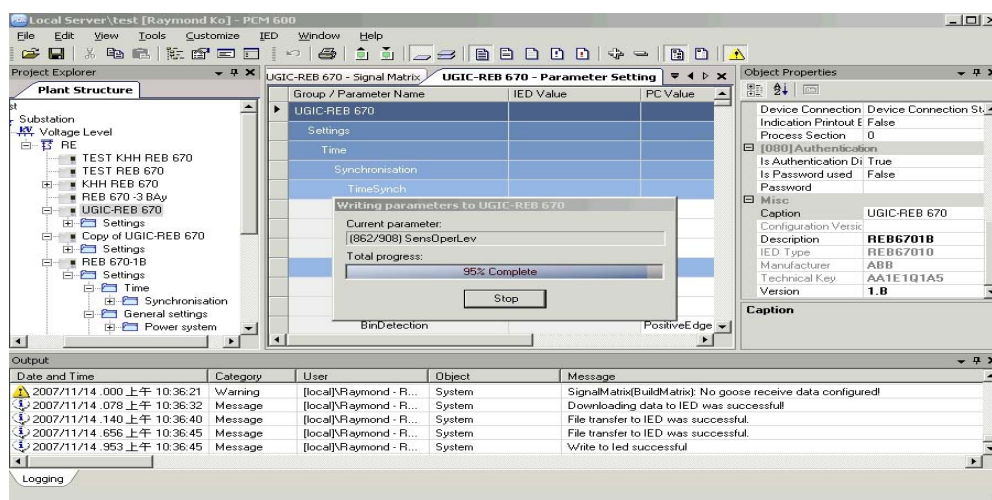 Local Server\test [Raymond Ko] - PCM 600
File Edit View Tools Customize IED Window Help
Project Explorer
Plant Structure
st
Substation
Voltage Level
RE
TEST KHH REB 670
TEST REB 670
KHH REB 670
REB 670 -3 BAy
UGIC-REB 670
Settings
Copy of UGIC-REB 670
Settings
REB 670-1B
Settings
Time
Synchronisation
General settings
Power system
UGIC-REB 670 - Signal Matrix
UGIC-REB 670 - Parameter Setting
Group / Parameter Name IED Value PC Value
UGIC-REB 670
Settings
Time
Synchronisation
TimeSynch
BinDetection PositiveEdge
Writing parameters to UGIC-REB 670
Current parameter:
(862/908) SensOperLev
Total progress:
95% Complete
Stop
Object Properties
Device Connection Device Connection St
Indication Printout E False
Process Section 0
[080]Authentication
Is Authentication Di True
Is Password used False
Password
Misc
Caption UGIC-REB 670
Configuration Versic
Description REB6701B
IED Type REB67010
Manufacturer ABB
Technical Key AA1E1Q1A5
Version 1.B
Caption
Output
Date and Time Category User Object Message
2007/11/14 .000 上午 10:36:21 Warning [local]\Raymond - R... System SignalMatrix(BuildMatrix): No goose receive data configured!
2007/11/14 .078 上午 10:36:32 Message [local]\Raymond - R... System Downloading data to IED was successful!
2007/11/14 .140 上午 10:36:40 Message [local]\Raymond - R... System File transfer to IED was successful.
2007/11/14 .656 上午 10:36:45 Message [local]\Raymond - R... System File transfer to IED was successful.
2007/11/14 .953 上午 10:36:45 Message [local]\Raymond - R... System Write to Ied successful
Logging